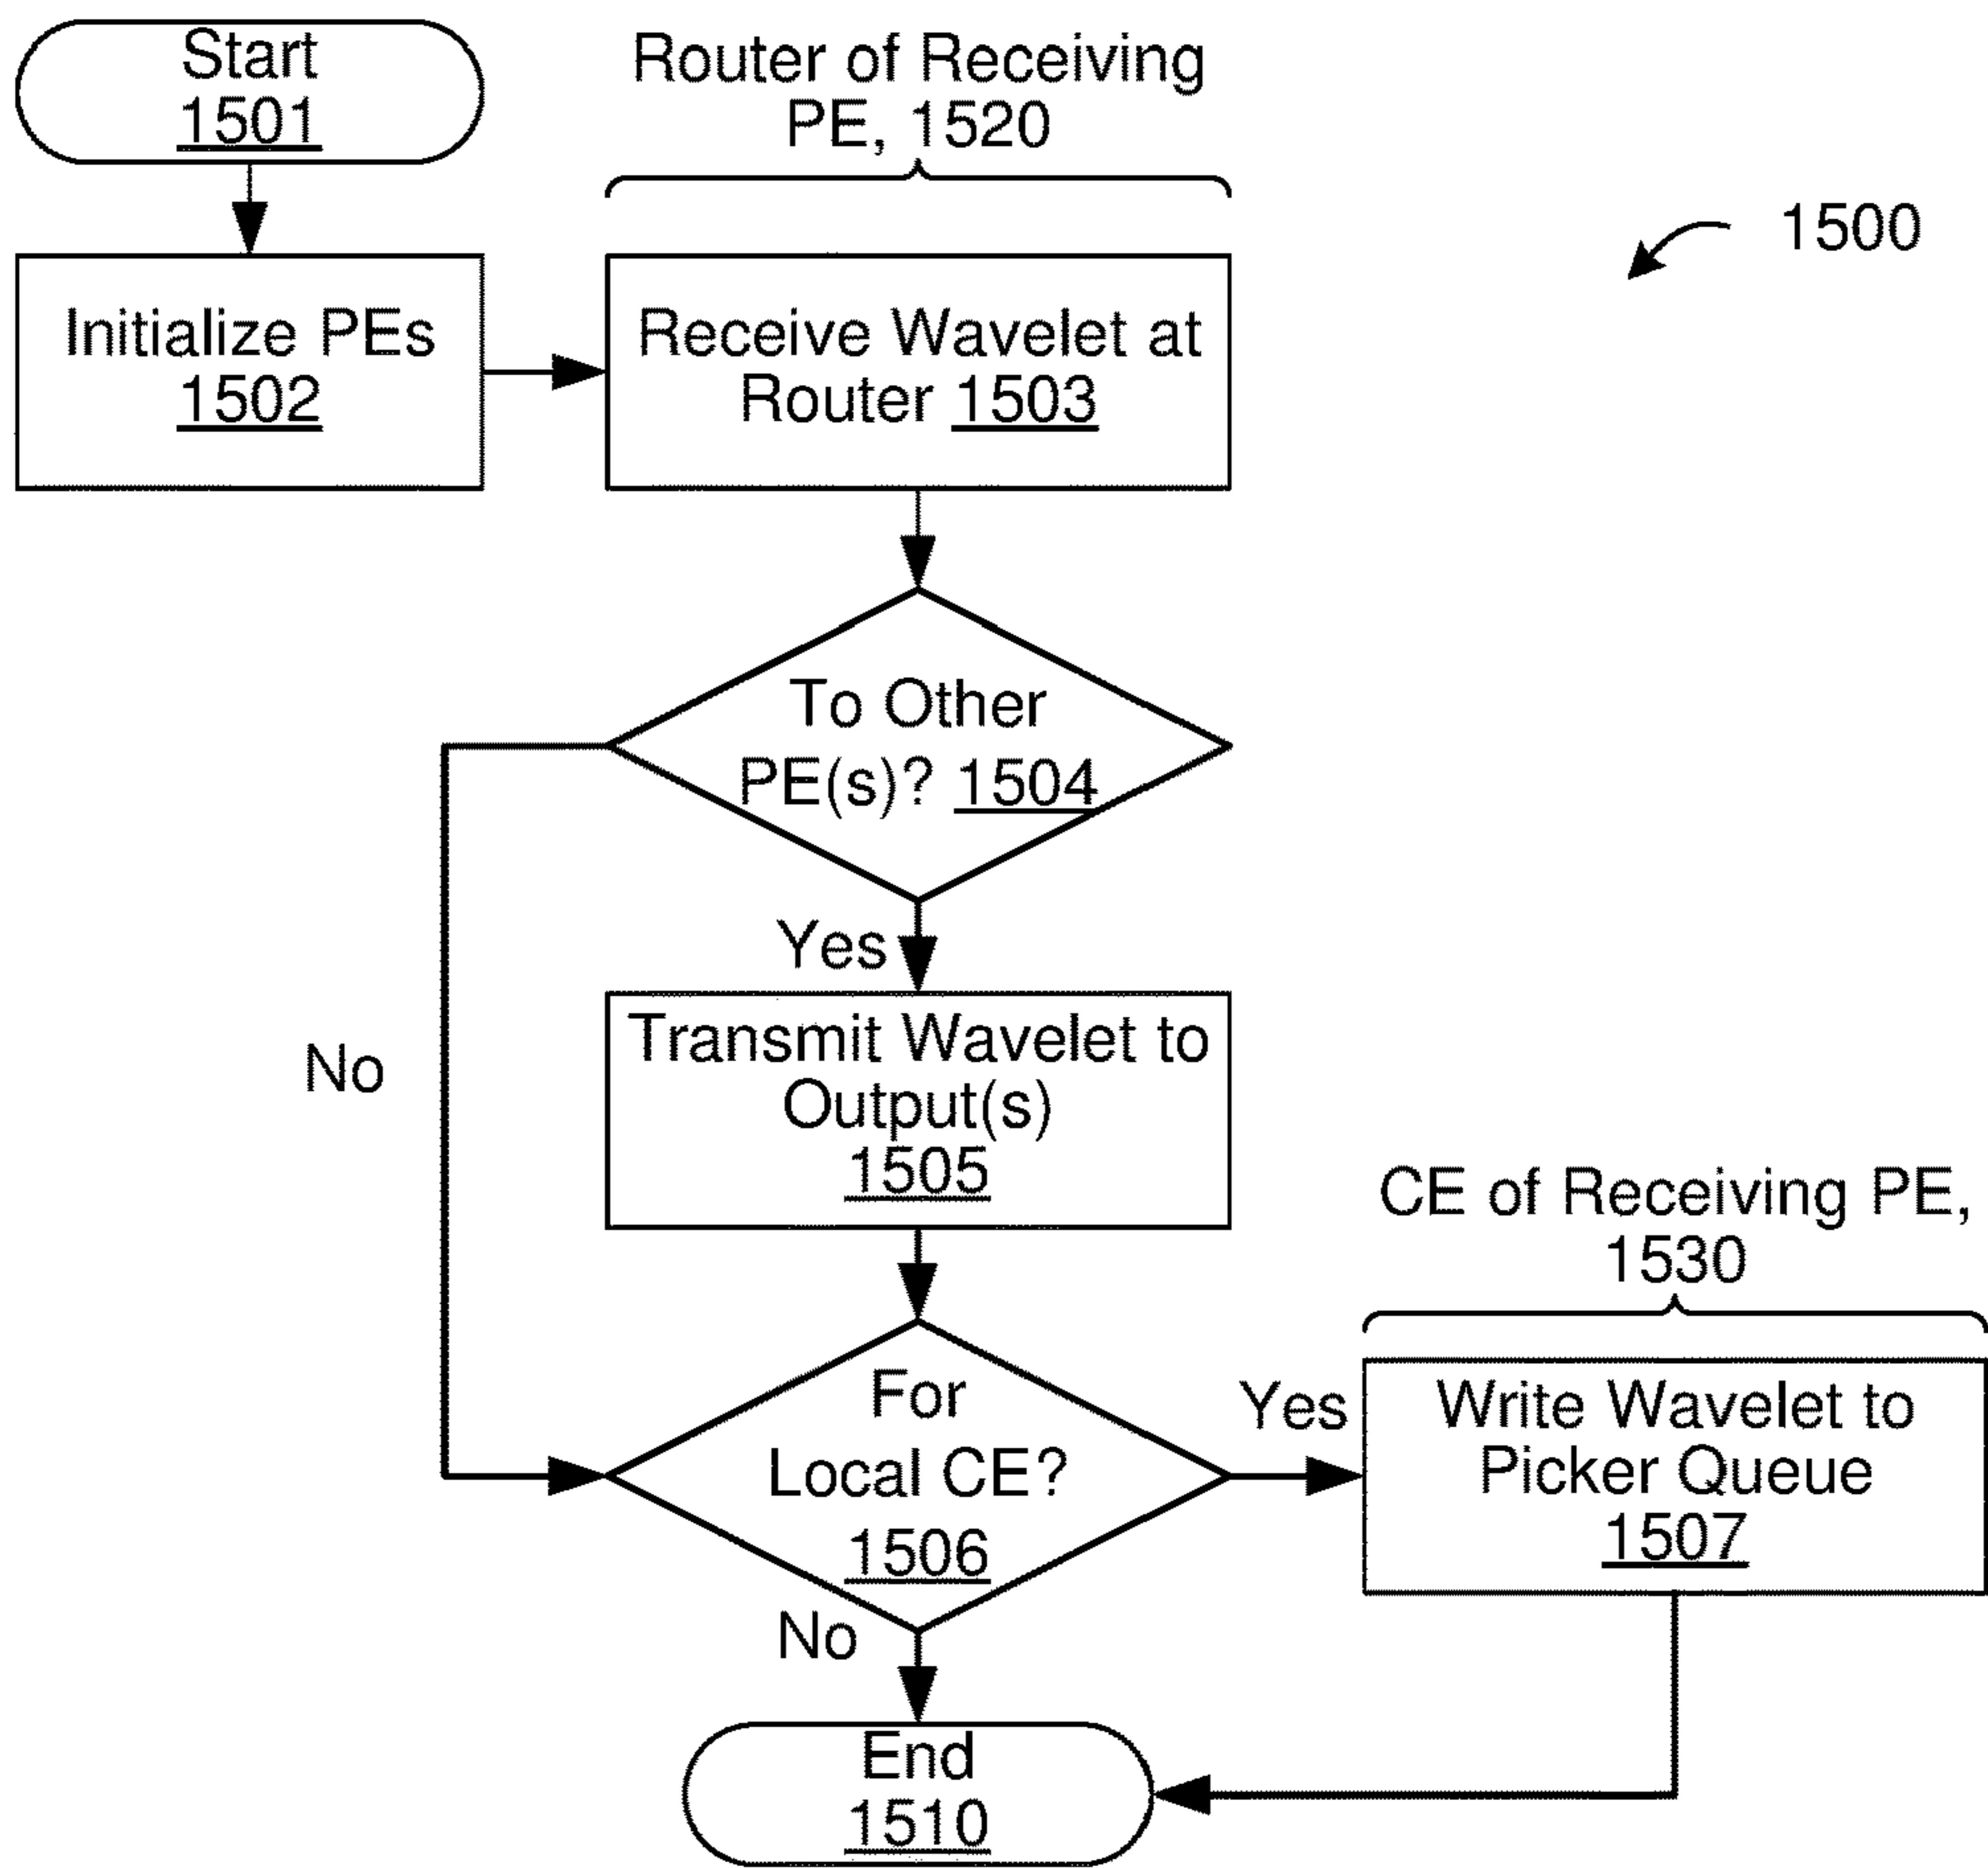 Start
1501
Router of Receiving
PE, 1520
1500
Initialize PEs
1502
Receive Wavelet at
Router 1503
To Other
PE(s)? 1504
Yes
No
Transmit Wavelet to
Output(s)
1505
CE of Receiving PE,
1530
For
Local CE?
1506
Yes
Write Wavelet to
Picker Queue
1507
No
End
1510